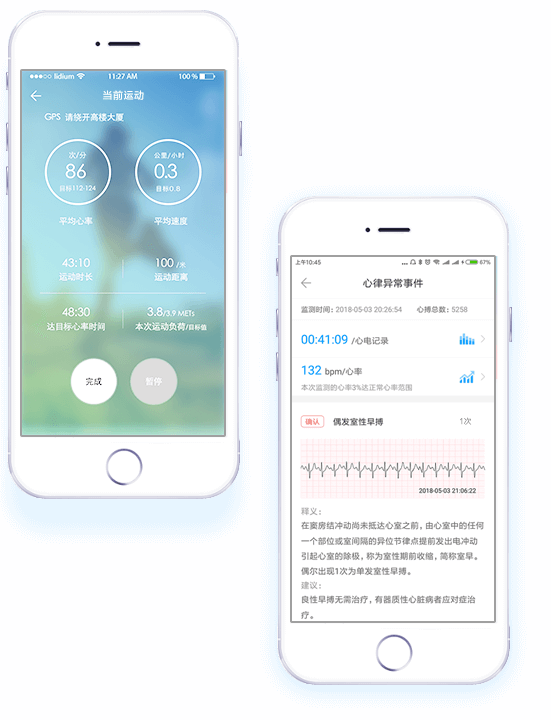 lidium 11:27 AM 100 %
当前运动
GPS 请绕开高楼大厦
次/分
86
目标112-124
公里/小时
0.3
目标0.8
平均心率 平均速度
43:10 100 /米
运动时长 运动距离
48:30 3.8/3.9 METs
达目标心率时间 本次运动负荷/目标值
完成 暂停
上午10:45 67%
心律异常事件
监测时间：2018-05-03 20:26:54 心搏总数：5258
00:41:09 /心电记录
132 bpm/心率
本次监测的心率3%达正常心率范围
确认 偶发室性早搏 1次
2018-05-03 21:06:22
释义：
在窦房结冲动尚未抵达心室之前，由心室中的任何
一个部位或室间隔的异位节律点提前发出电冲动
引起心室的除极，称为室性期前收缩，简称室早。
偶尔出现1次为单发室性早搏。
建议：
良性早搏无需治疗，有器质性心脏病者应对症治
疗。